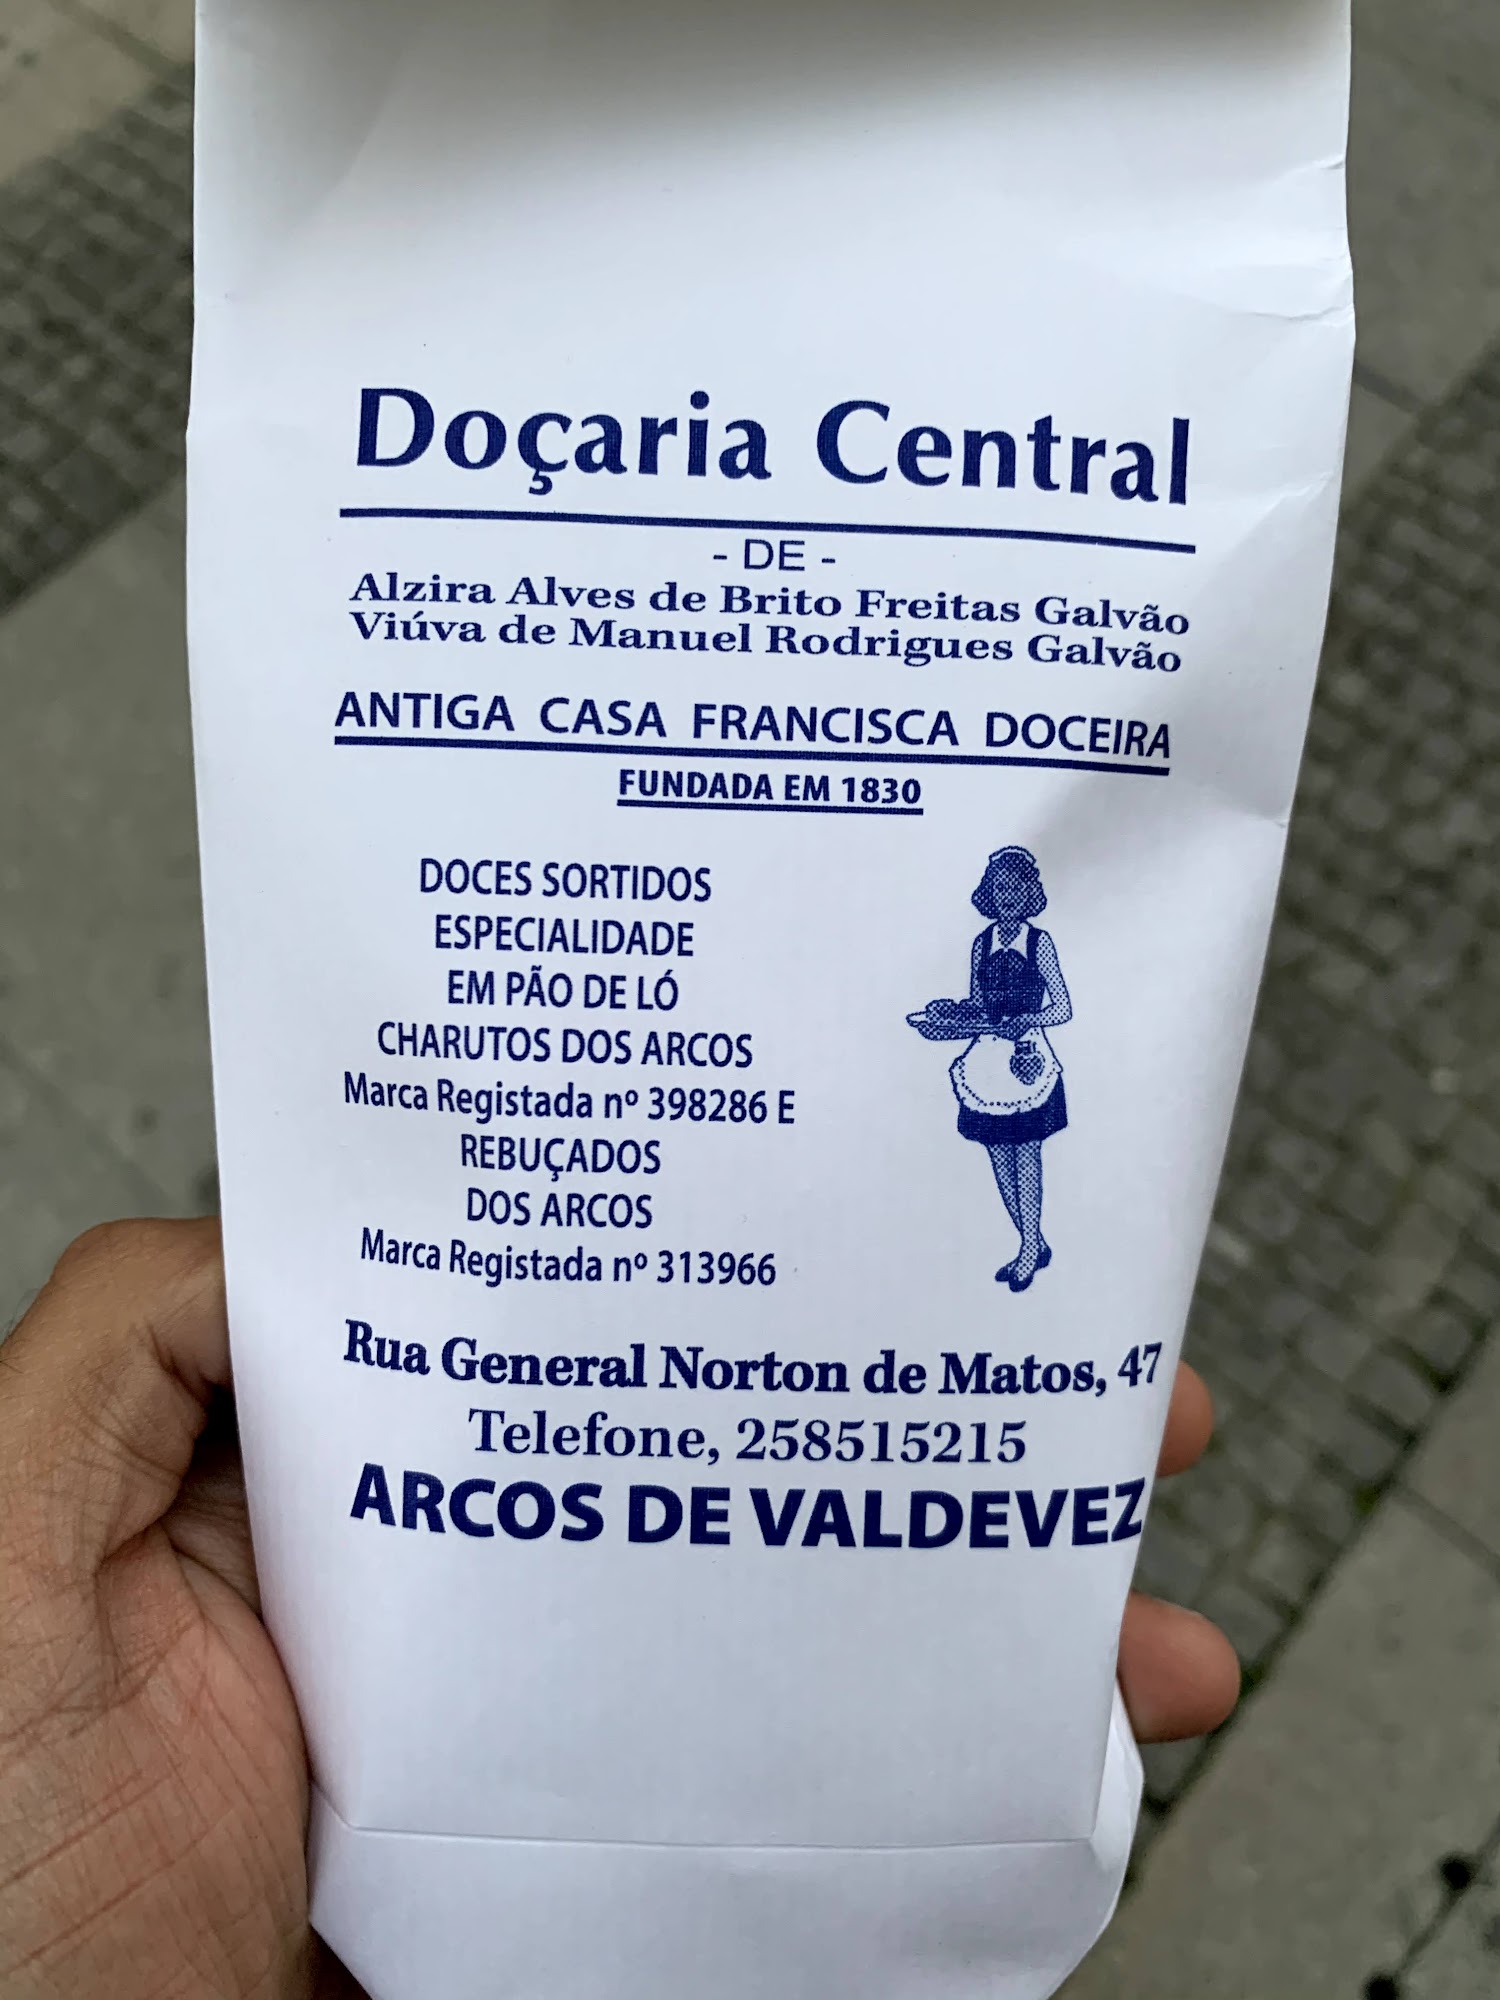 Doçaria Central
- DE -
Alzira Alves de Brito Freitas Galvão
Viúva de Manuel Rodrigues Galvão
ANTIGA CASA FRANCISCA DOCEIRA
FUNDADA EM 1830
DOCES SORTIDOS
ESPECIALIDADE
EM PÃO DE LÓ
CHARUTOS DOS ARCOS
Marca Registada nº 398286 E
REBUÇADOS
DOS ARCOS
Marca Registada nº 313966
Rua General Norton de Matos, 47
Telefone, 258515215
ARCOS DE VALDEVEZ